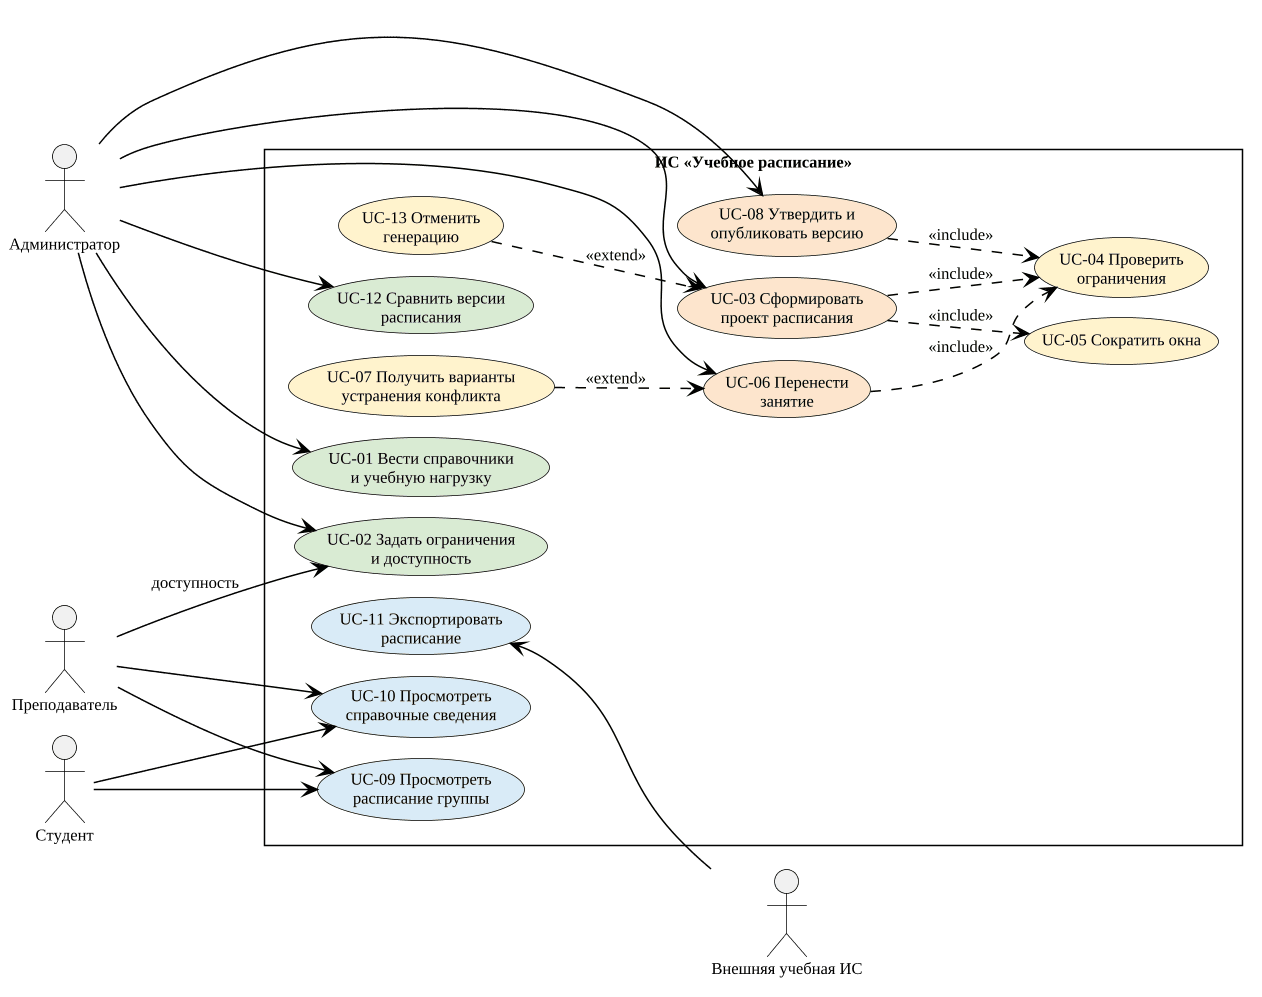 ИС «Учебное расписание»
Администратор
UC-13 Отменить
генерацию
«extend»
UC-08 Утвердить и
опубликовать версию
«include»
UC-04 Проверить
ограничения
UC-12 Сравнить версии
расписания
UC-03 Сформировать
проект расписания
«include»
«include»
UC-05 Сократить окна
«include»
UC-07 Получить варианты
устранения конфликта
«extend»
UC-06 Перенести
занятие
UC-01 Вести справочники
и учебную нагрузку
UC-02 Задать ограничения
и доступность
доступность
Преподаватель
UC-11 Экспортировать
расписание
UC-10 Просмотреть
справочные сведения
UC-09 Просмотреть
расписание группы
Студент
Внешняя учебная ИС